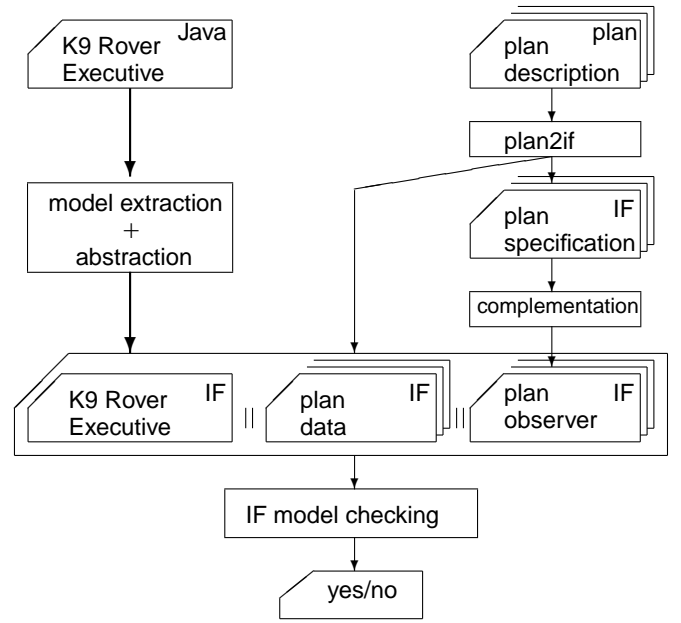 K9 Rover Java
Executive
plan plan
description
plan2if
model extraction
+
abstraction
plan IF
specification
complementation
K9 Rover IF
Executive
||
plan IF
data
||
plan IF
observer
IF model checking
yes/no